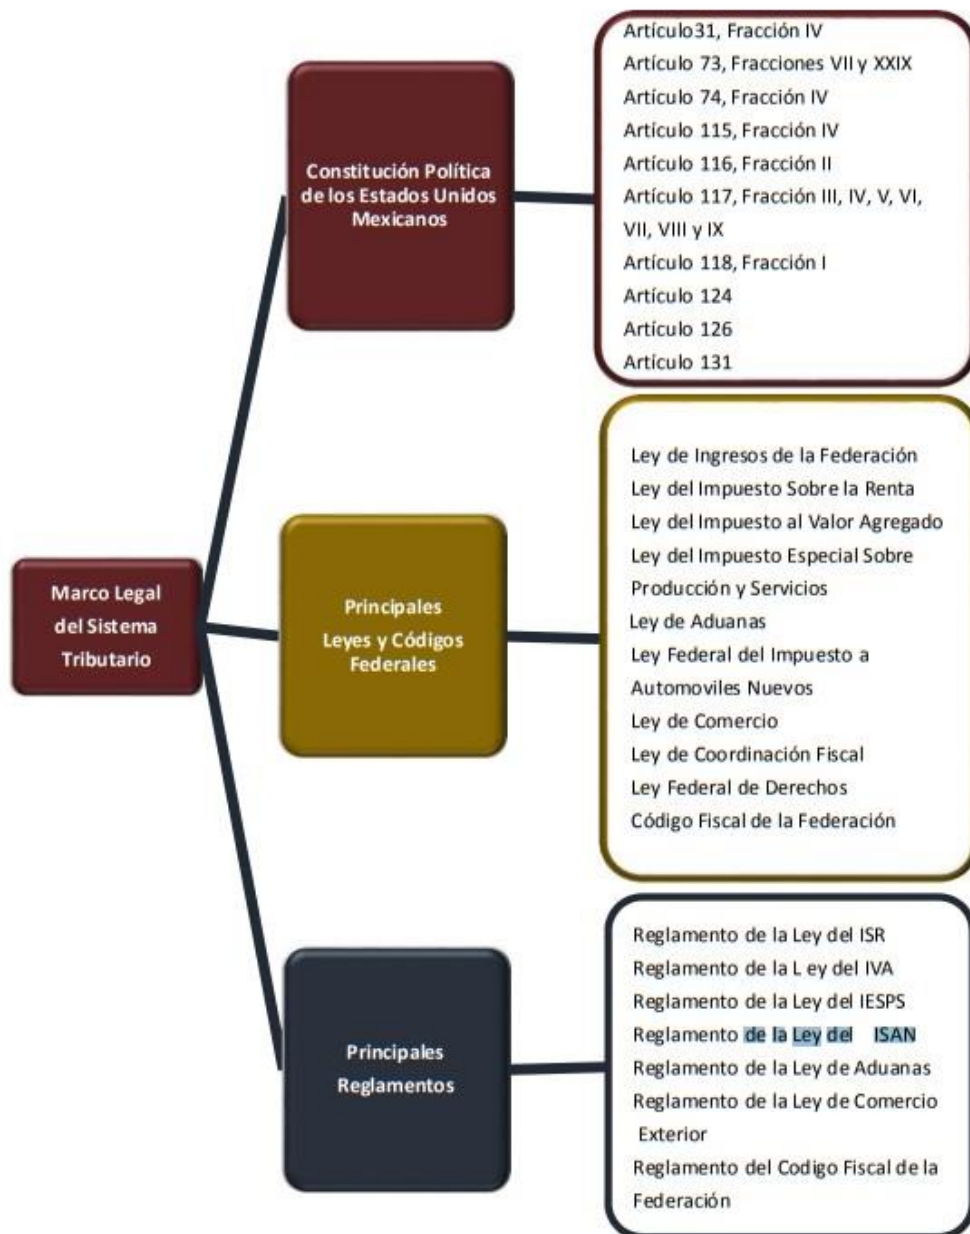 Marco Legal
del Sistema
Tributario
Constitución Política
de los Estados Unidos
Mexicanos
Artículo31, Fracción IV
Artículo 73, Fracciones VII y XXIX
Artículo 74, Fracción IV
Artículo 115, Fracción IV
Artículo 116, Fracción II
Artículo 117, Fracción III, IV, V, VI,
VII, VIII y IX
Artículo 118, Fracción I
Artículo 124
Artículo 126
Artículo 131
Principales
Leyes y Códigos
Federales
Ley de Ingresos de la Federación
Ley del Impuesto Sobre la Renta
Ley del Impuesto al Valor Agregado
Ley del Impuesto Especial Sobre
Producción y Servicios
Ley de Aduanas
Ley Federal del Impuesto a
Automoviles Nuevos
Ley de Comercio
Ley de Coordinación Fiscal
Ley Federal de Derechos
Código Fiscal de la Federación
Principales
Reglamentos
Reglamento de la Ley del ISR
Reglamento de la L ey del IVA
Reglamento de la Ley del IESPS
Reglamento de la Ley del ISAN
Reglamento de la Ley de Aduanas
Reglamento de la Ley de Comercio
Exterior
Reglamento del Codigo Fiscal de la
Federación